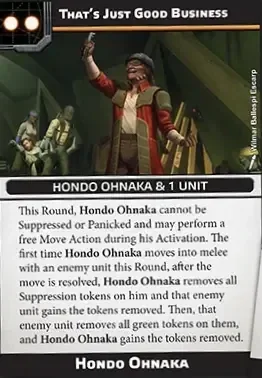 THAT'S JUST GOOD BUSINESS
Wilmar Ballespí Escarp
HONDO OHNAKA & 1 UNIT
This Round, Hondo Ohnaka cannot be
Suppressed or Panicked and may perform a
free Move Action during his Activation. The
first time Hondo Ohnaka moves into melee
with an enemy unit this Round, after the
move is resolved, Hondo Ohnaka removes all
Suppression tokens on him and that enemy
unit gains the tokens removed. Then, that
enemy unit removes all green tokens on them,
and Hondo Ohnaka gains the tokens removed.
HONDO OHNAKA